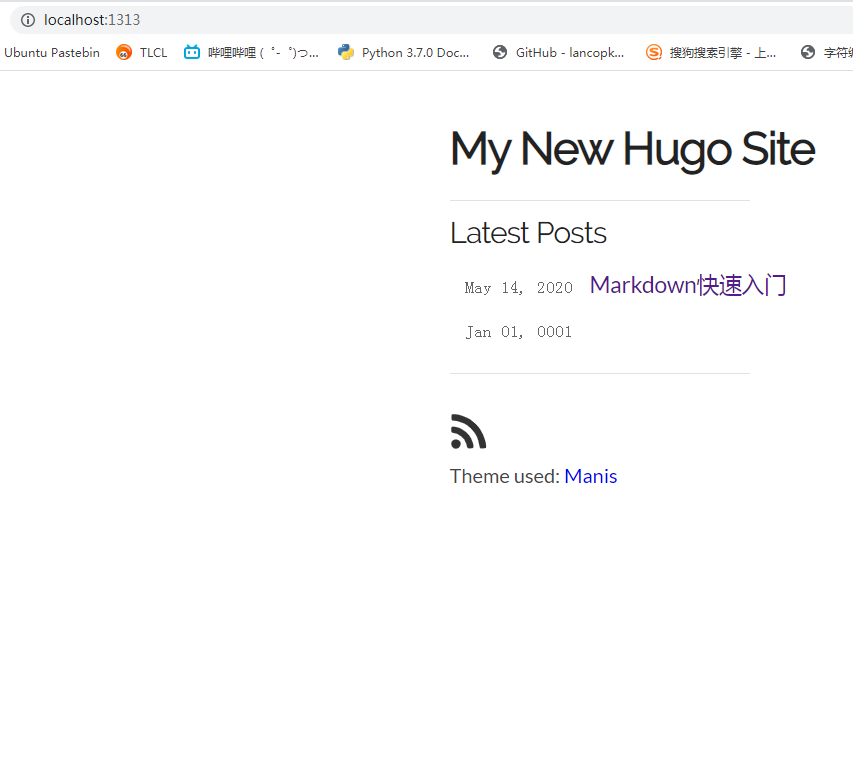 localhost:1313
Ubuntu Pastebin TLCL 哔哩哔哩 ( ゜- ゜)つ... Python 3.7.0 Doc... GitHub - lancopk... 搜狗搜索引擎 - 上... 字符编
My New Hugo Site
Latest Posts
May 14, 2020 Markdown快速入门
Jan 01, 0001
Theme used: Manis